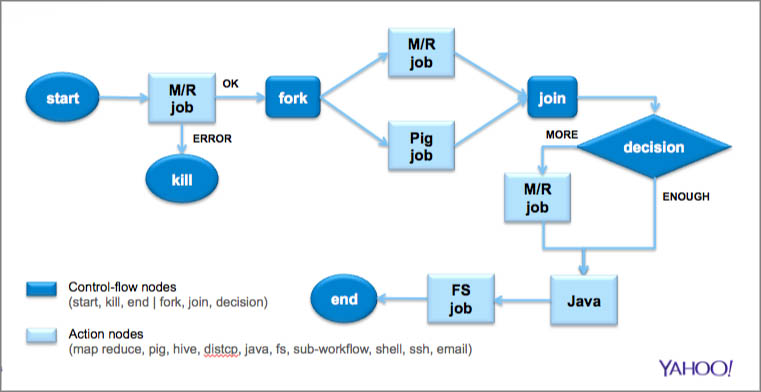 start
M/R
job
OK
ERROR
kill
fork
M/R
job
Pig
job
join
decision
MORE
M/R
job
ENOUGH
Java
FS
job
end
Control-flow nodes
(start, kill, end | fork, join, decision)
Action nodes
(map reduce, pig, hive, distcp, java, fs, sub-workflow, shell, ssh, email)
YAHOO!